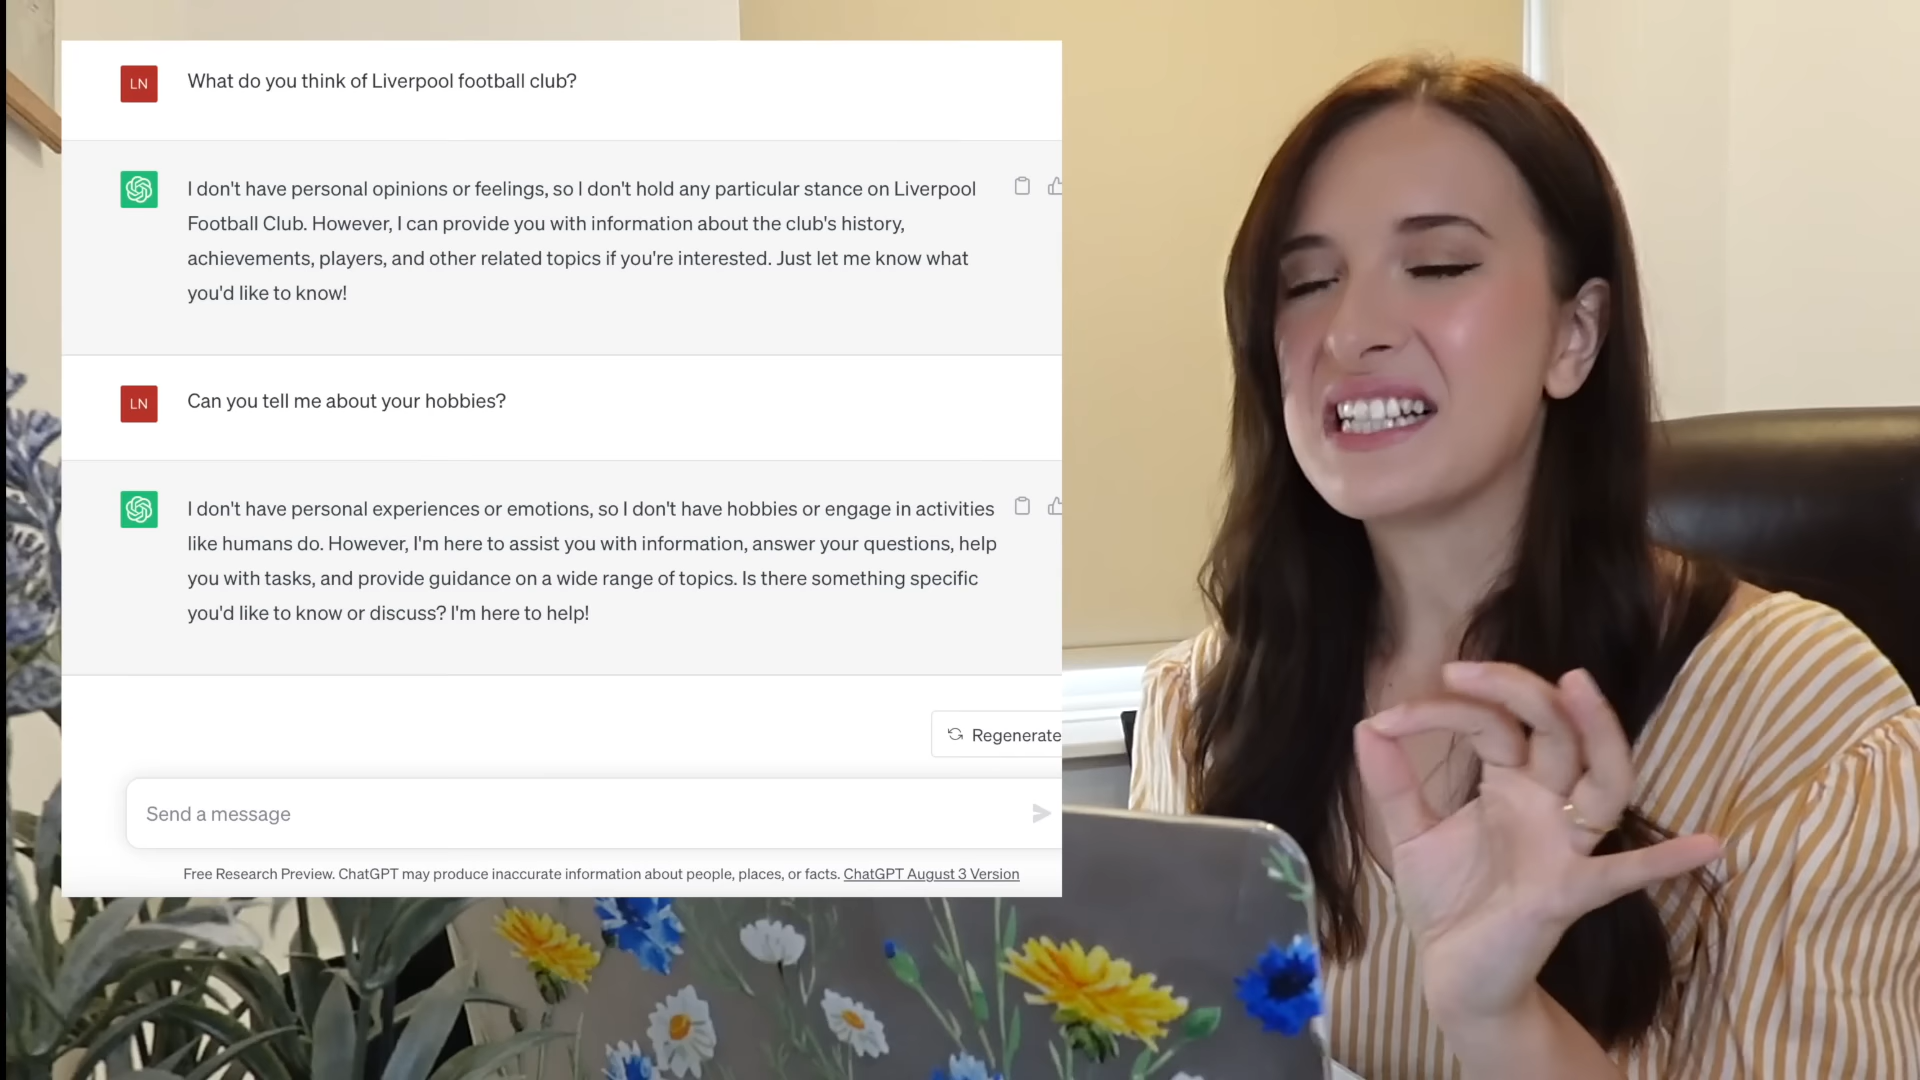 LN
What do you think of Liverpool football club?
I don't have personal opinions or feelings, so I don't hold any particular stance on Liverpool
Football Club. However, I can provide you with information about the club's history,
achievements, players, and other related topics if you're interested. Just let me know what
you'd like to know!
LN
Can you tell me about your hobbies?
I don't have personal experiences or emotions, so I don't have hobbies or engage in activities
like humans do. However, I'm here to assist you with information, answer your questions, help
you with tasks, and provide guidance on a wide range of topics. Is there something specific
you'd like to know or discuss? I'm here to help!
Regenerate
Send a message
Free Research Preview. ChatGPT may produce inaccurate information about people, places, or facts. ChatGPT August 3 Version